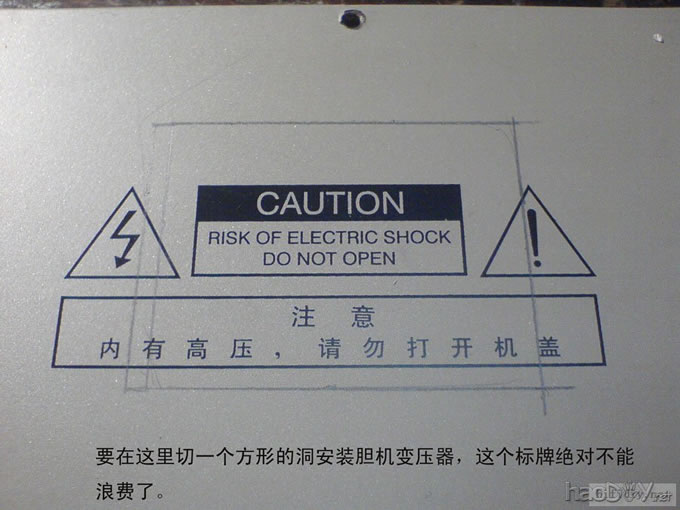 CAUTION
RISK OF ELECTRIC SHOCK
DO NOT OPEN
注意
内有高压，请勿打开机盖
要在这里切一个方形的洞安装胆机变压器，这个标牌绝对不能
浪费了。